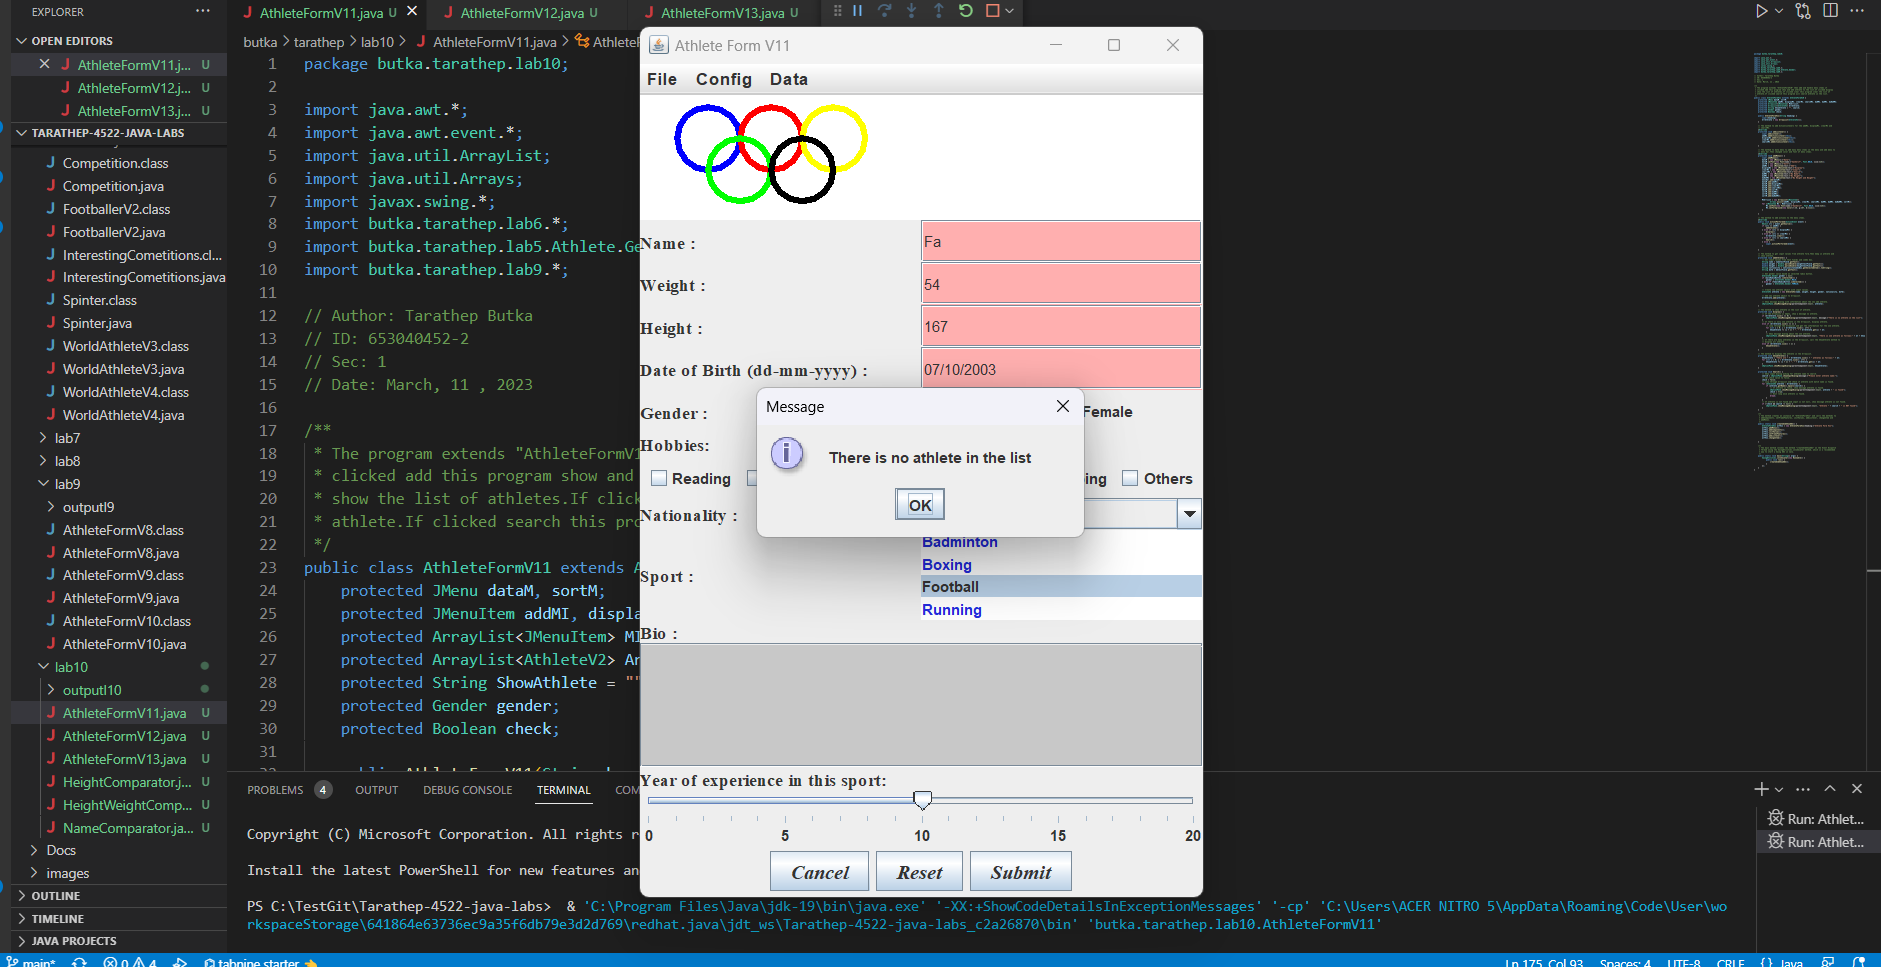 EXPLORER
OPEN EDITORS
AthleteFormV11.j... U
AthleteFormV12.j... U
AthleteFormV13.j... U
TARATHEP-4522-JAVA-LABS
Competition.class
Competition.java
FootballerV2.class
FootballerV2.java
InterestingCometitions.cl...
InterestingCometitions.java
Spinter.class
Spinter.java
WorldAthleteV3.class
WorldAthleteV3.java
WorldAthleteV4.class
WorldAthleteV4.java
lab7
lab8
lab9
outputl9
AthleteFormV8.class
AthleteFormV8.java
AthleteFormV9.class
AthleteFormV9.java
AthleteFormV10.class
AthleteFormV10.java
lab10
outputl10
AthleteFormV11.java U
AthleteFormV12.java U
AthleteFormV13.java U
HeightComparator.j... U
HeightWeightComp... U
NameComparator.ja... U
Docs
images
OUTLINE
TIMELINE
JAVA PROJECTS
AthleteFormV11.java U
AthleteFormV12.java U
AthleteFormV13.java U
butka > tarathep > lab10 > AthleteFormV11.java > AthleteF
1 package butka.tarathep.lab10;
2
3 import java.awt.*;
4 import java.awt.event.*;
5 import java.util.ArrayList;
6 import java.util.Arrays;
7 import javax.swing.*;
8 import butka.tarathep.lab6.*;
9 import butka.tarathep.lab5.Athlete.Ge
10 import butka.tarathep.lab9.*;
11
12 // Author: Tarathep Butka
13 // ID: 653040452-2
14 // Sec: 1
15 // Date: March, 11 , 2023
16
17 /**
18 * The program extends "AthleteFormV1
19 * clicked add this program show and
20 * show the list of athletes.If click
21 * athlete.If clicked search this pro
22 */
23 public class AthleteFormV11 extends A
24 protected JMenu dataM, sortM;
25 protected JMenuItem addMI, displa
26 protected ArrayList<JMenuItem> MI
27 protected ArrayList<AthleteV2> Ar
28 protected String ShowAthlete = ""
29 protected Gender gender;
30 protected Boolean check;
31
Athlete Form V11
File Config Data
Name : Fa
Weight : 54
Height : 167
Date of Birth (dd-mm-yyyy) : 07/10/2003
Gender : Female
Hobbies:
Reading ing Others
Nationality :
Message
There is no athlete in the list
OK
Sport :
Badminton
Boxing
Football
Running
Bio :
Year of experience in this sport:
0 5 10 15 20
Cancel Reset Submit
PROBLEMS 4 OUTPUT DEBUG CONSOLE TERMINAL COM
Copyright (C) Microsoft Corporation. All rights r
Install the latest PowerShell for new features an
PS C:\TestGit\Tarathep-4522-java-labs> & 'C:\Program Files\Java\jdk-19\bin\java.exe' '-XX:+ShowCodeDetailsInExceptionMessages' '-cp' 'C:\Users\ACER NITRO 5\AppData\Roaming\Code\User\wo
rkspaceStorage\641864e63736ec9a35f6db79e3d2d769\redhat.java\jdt_ws\Tarathep-4522-java-labs_c2a26870\bin' 'butka.tarathep.lab10.AthleteFormV11'
Run: Athlet...
Run: Athlet...
main* 0 4 tabnine starter
Ln 175, Col 93 Spaces: 4 UTF-8 CRLF {} Java